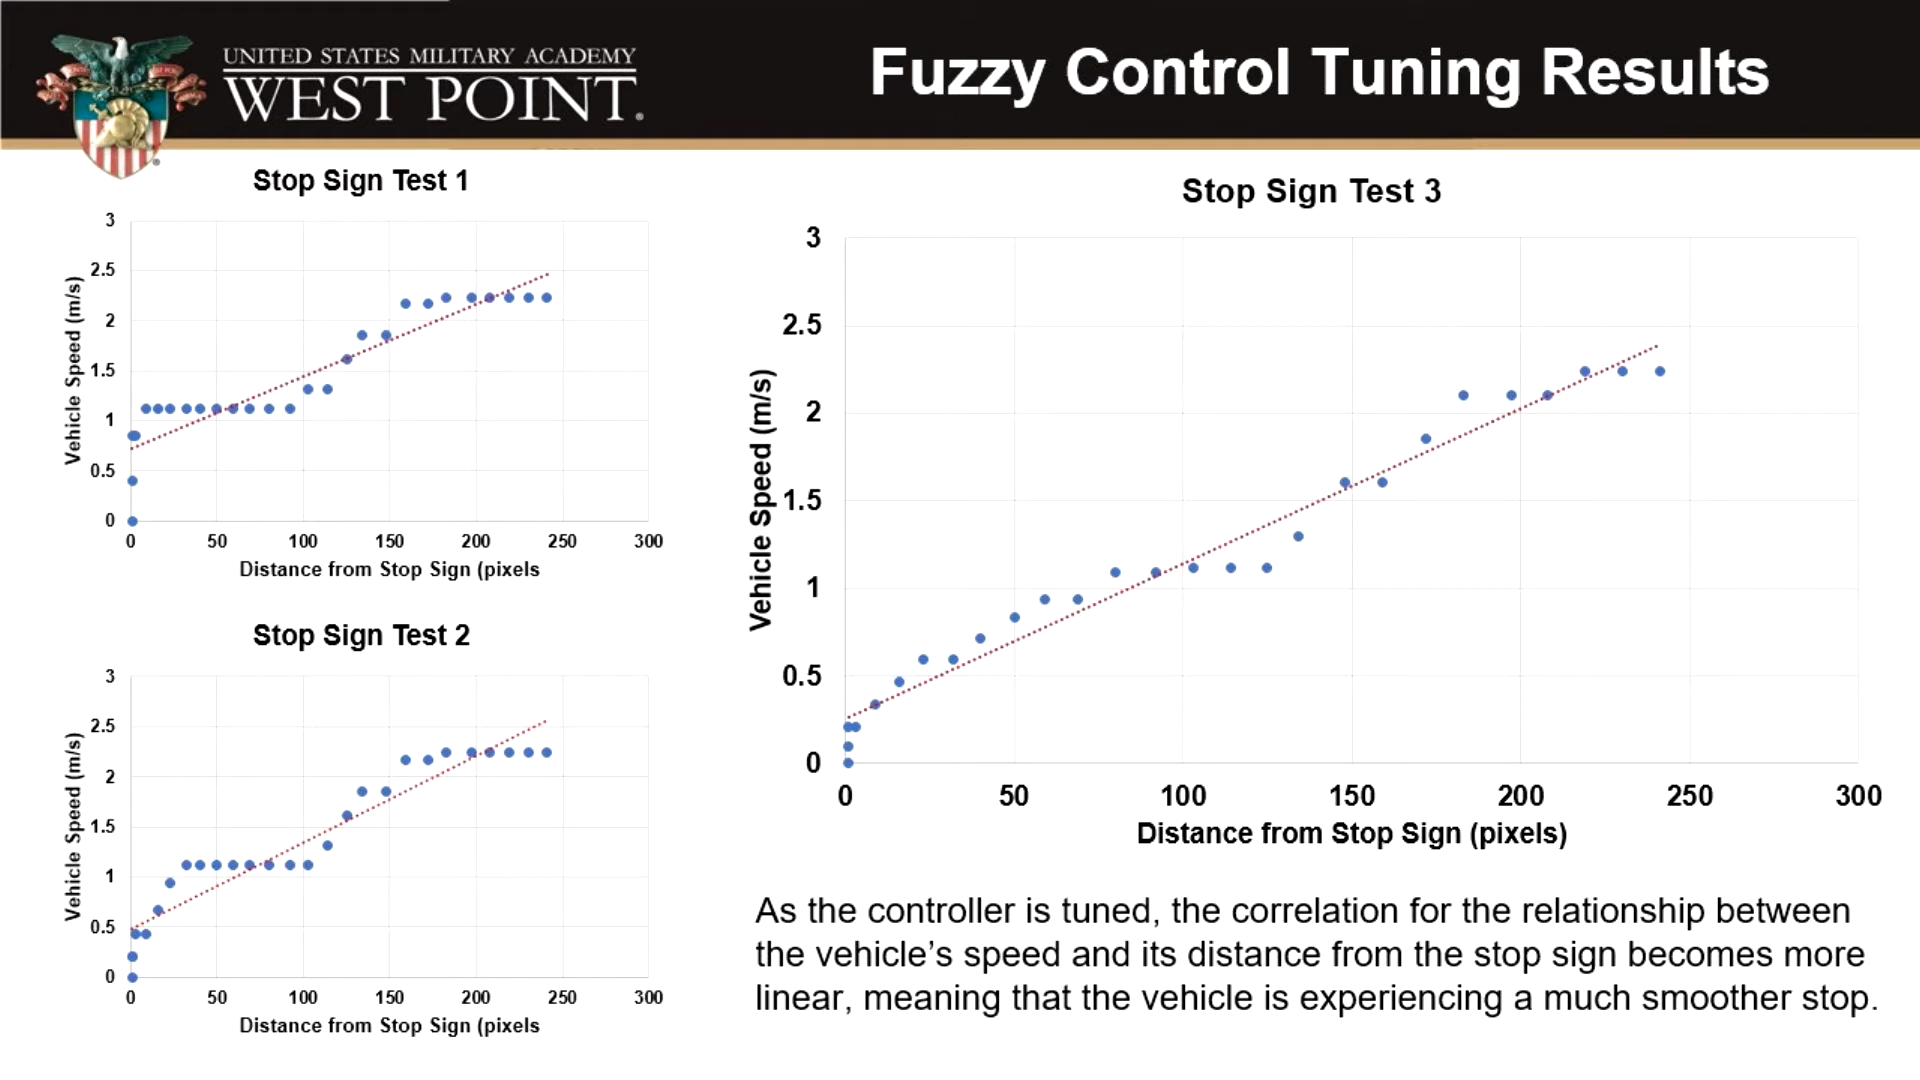 UNITED STATES MILITARY ACADEMY
WEST POINT.
Fuzzy Control Tuning Results
Stop Sign Test 1
3
2.5
2
1.5
1
0.5
0
Vehicle Speed (m/s)
0 50 100 150 200 250 300
Distance from Stop Sign (pixels
Stop Sign Test 2
3
2.5
2
1.5
1
0.5
0
Vehicle Speed (m/s)
0 50 100 150 200 250 300
Distance from Stop Sign (pixels
Stop Sign Test 3
3
2.5
2
1.5
1
0.5
0
Vehicle Speed (m/s)
0 50 100 150 200 250 300
Distance from Stop Sign (pixels)
As the controller is tuned, the correlation for the relationship between
the vehicle’s speed and its distance from the stop sign becomes more
linear, meaning that the vehicle is experiencing a much smoother stop.